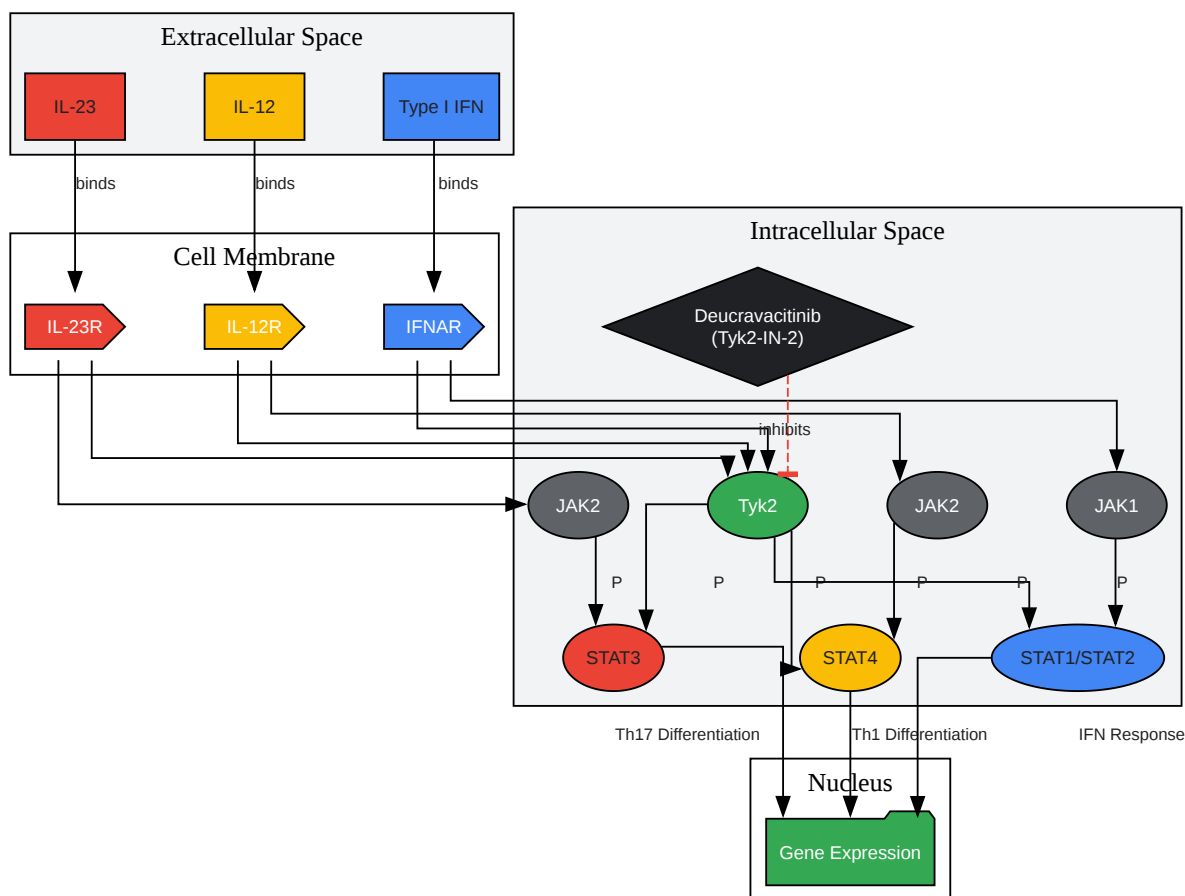 Extracellular Space
IL-23
IL-12
Type I IFN
binds
binds
binds
Cell Membrane
IL-23R
IL-12R
IFNAR
Intracellular Space
Deucravacitinib
(Tyk2-IN-2)
inhibits
JAK2
Tyk2
JAK2
JAK1
P
P
P
P
P
P
STAT3
STAT4
STAT1/STAT2
Th17 Differentiation
Th1 Differentiation
IFN Response
Nucleus
Gene Expression